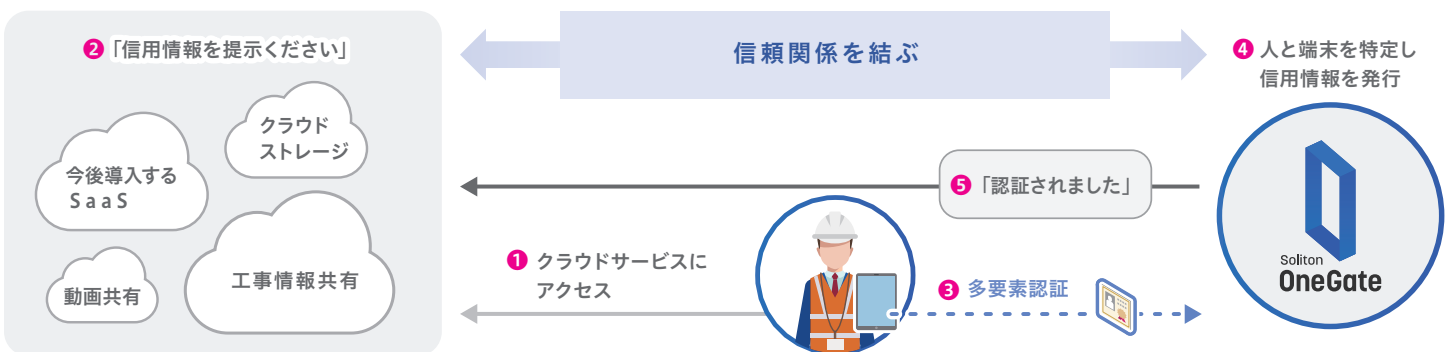 ❷「信用情報を提示ください」
クラウド
ストレージ
今後導入する
SaaS
動画共有
工事情報共有
信頼関係を結ぶ
❹ 人と端末を特定し
信用情報を発行
❺「認証されました」
❶ クラウドサービスに
アクセス
❸ 多要素認証
Soliton
OneGate